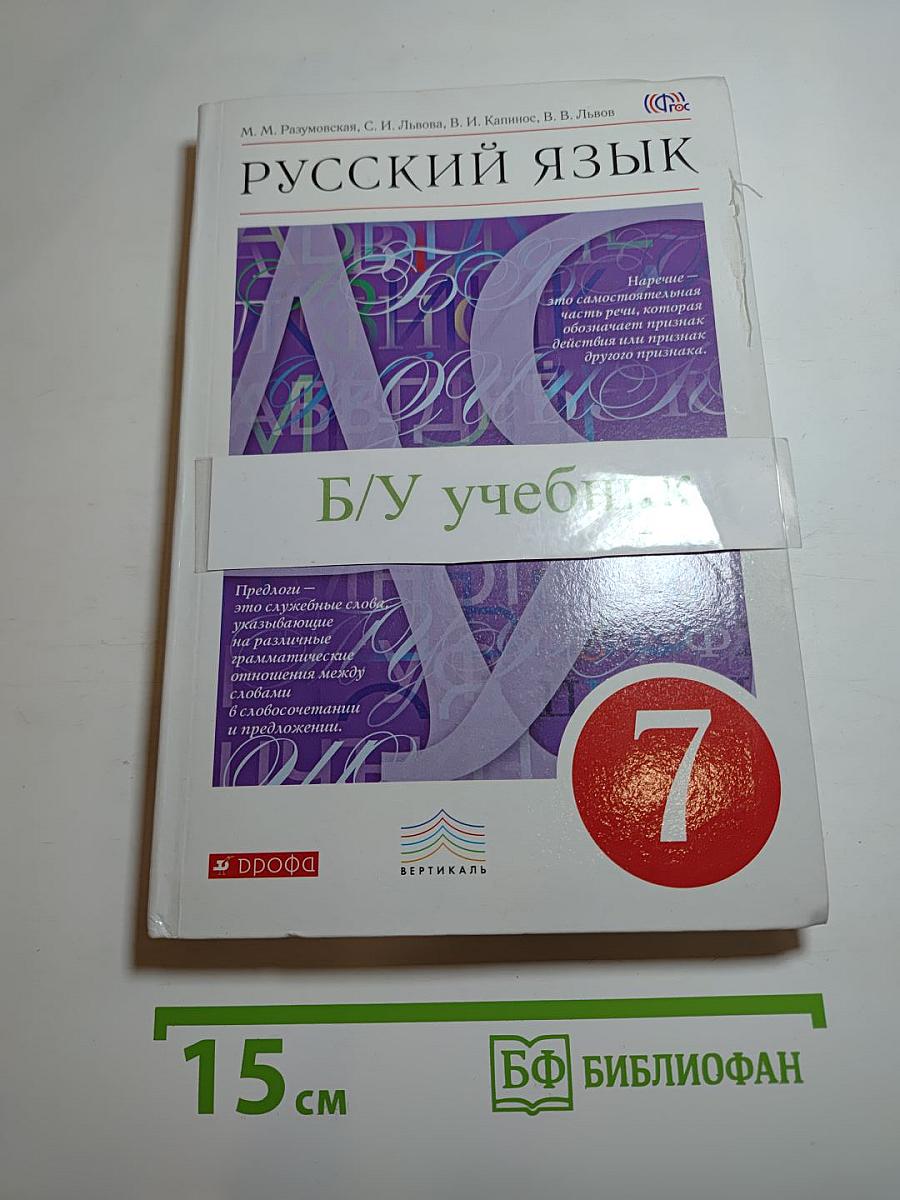 М. М. Разумовская, С. И. Львова, В. И. Капинос, В. В. Львов
ФГОС
РУССКИЙ ЯЗЫК
Наречие —
это самостоятельная
часть речи, которая
обозначает признак
действия или признак
другого признака.
Б/У учебник
Предлоги —
это служебные слова,
указывающие
на различные
грамматические
отношения между
словами
в словосочетании
и предложении.
7
дрофа
ВЕРТИКАЛЬ
15 см
БФ БИБЛИОФАН